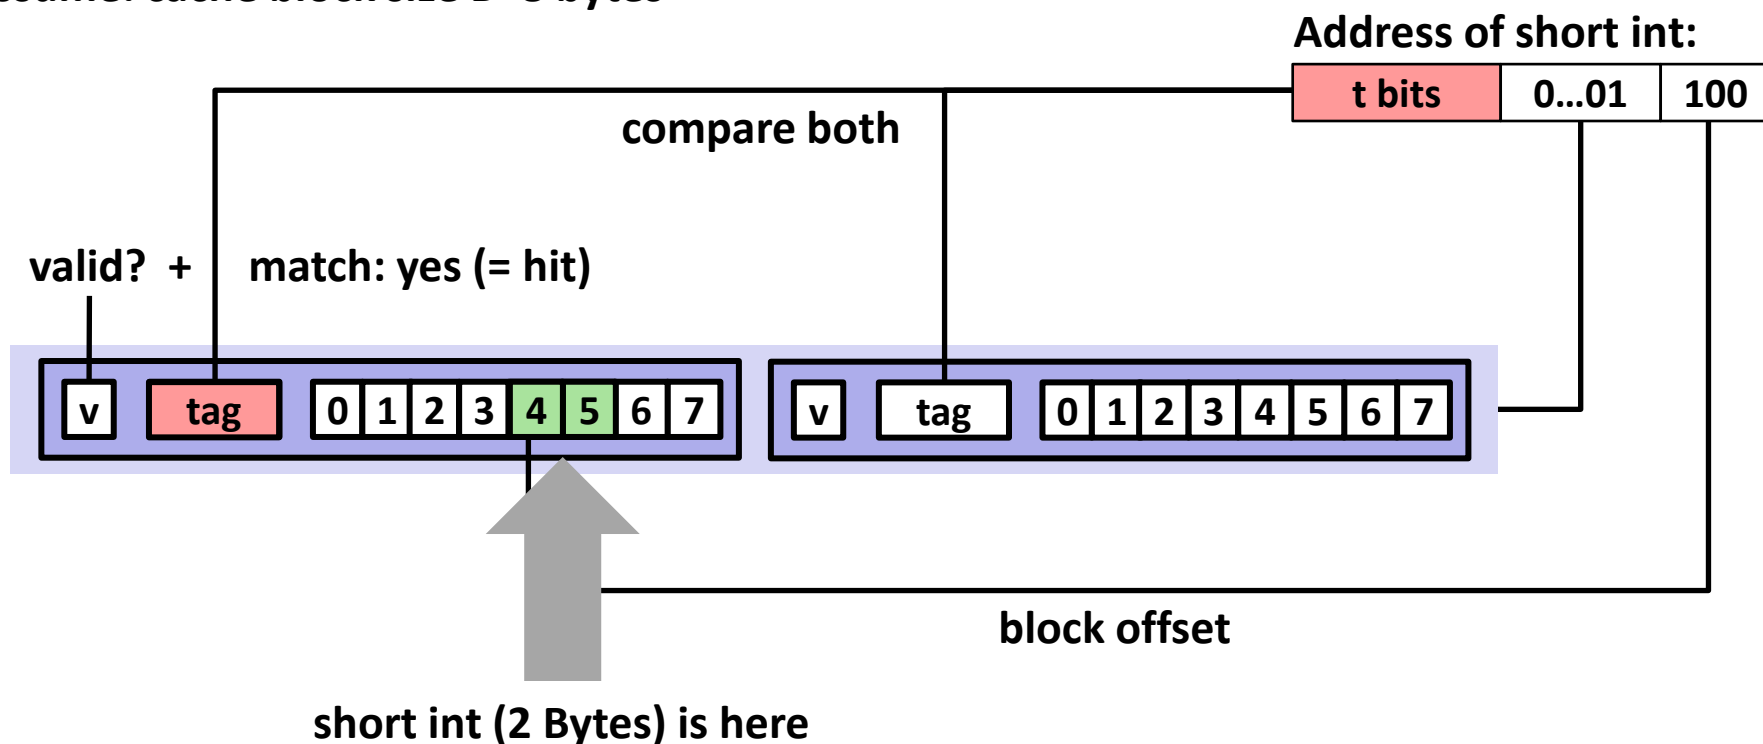 Address of short int:
t bits 0...01 100
compare both
valid? + match: yes (= hit)
v tag 0 1 2 3 4 5 6 7 v tag 0 1 2 3 4 5 6 7
block offset
short int (2 Bytes) is here